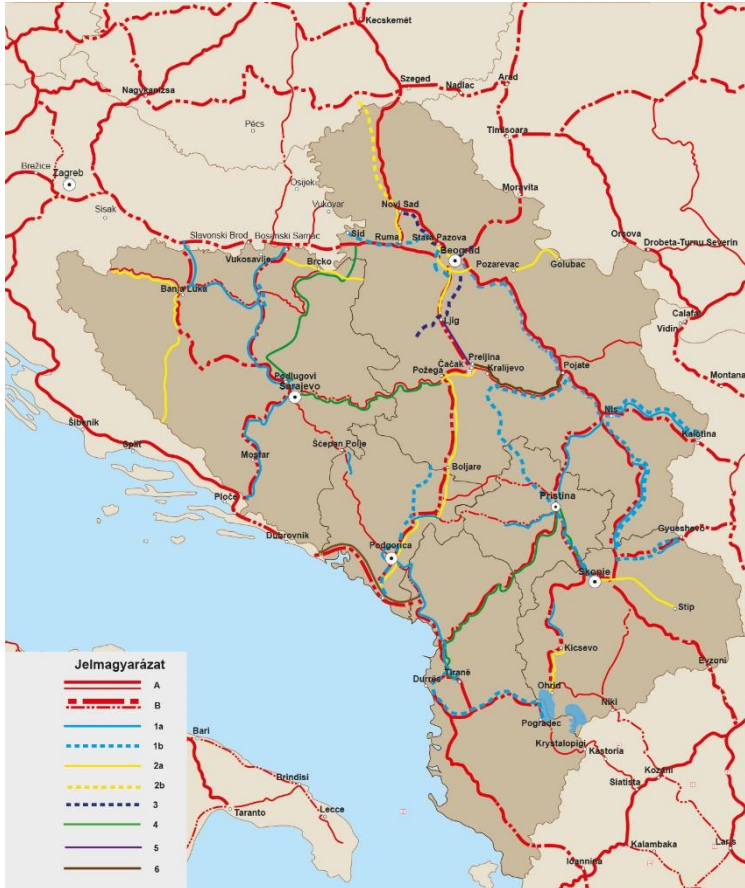 Kecskemét
Szeged
Nadlac
Arad
Nagykanizsa
Pécs
Timisoara
Brežice
Zagreb
Osijek
Moravita
Sisak
Vukovar
Novi Sad
Slavonski Brod
Bosanski Samac
Šid
Ruma
Stara Pazova
Orsova
Drobeta-Turnu Severin
Beograd
Vukosavlje
Brcko
Pozarevac
Golubac
Banja Luka
Calafat
Vidin
Ljig
Preljina
Podlugovi
Čačak
Kraljievo
Pojate
Požega
Montana
Sarajevo
Šibenik
Niš
Split
Šcepan Polje
Kalotina
Mostar
Boljare
Ploče
Pristina
Dubrovnik
Gyueshevo
Podgorica
Skopje
Stip
Kicsevo
Evzoni
Tiranë
Durrës
Ohrid
Niki
Pogradec
Krystalopigi
Kastoria
Kozani
Siatista
Ioannina
Kalambaka
Bari
Brindisi
Taranto
Lecce
Jelmagyarázat
A
B
1a
1b
2a
2b
3
4
5
6